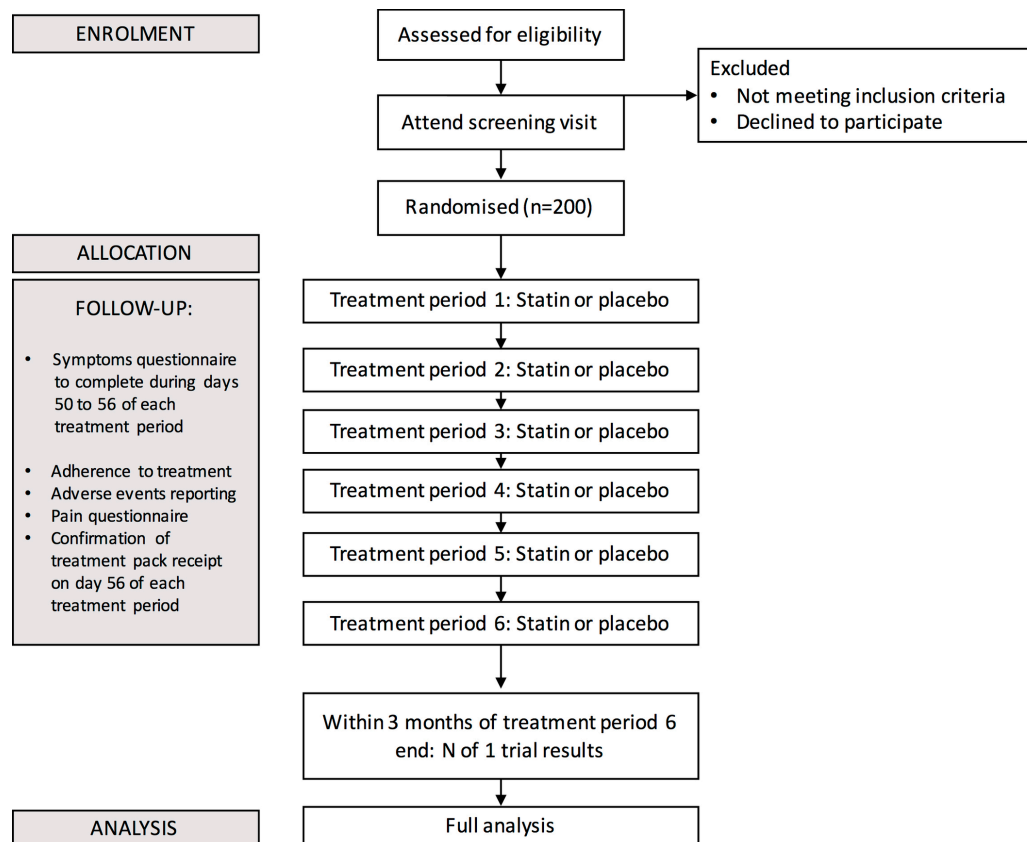 ENROLMENT
Assessed for eligibility
Excluded
• Not meeting inclusion criteria
• Declined to participate
Attend screening visit
Randomised (n=200)
ALLOCATION
FOLLOW-UP:
• Symptoms questionnaire
to complete during days
50 to 56 of each
treatment period
• Adherence to treatment
• Adverse events reporting
• Pain questionnaire
• Confirmation of
treatment pack receipt
on day 56 of each
treatment period
Treatment period 1: Statin or placebo
Treatment period 2: Statin or placebo
Treatment period 3: Statin or placebo
Treatment period 4: Statin or placebo
Treatment period 5: Statin or placebo
Treatment period 6: Statin or placebo
Within 3 months of treatment period 6
end: N of 1 trial results
ANALYSIS
Full analysis